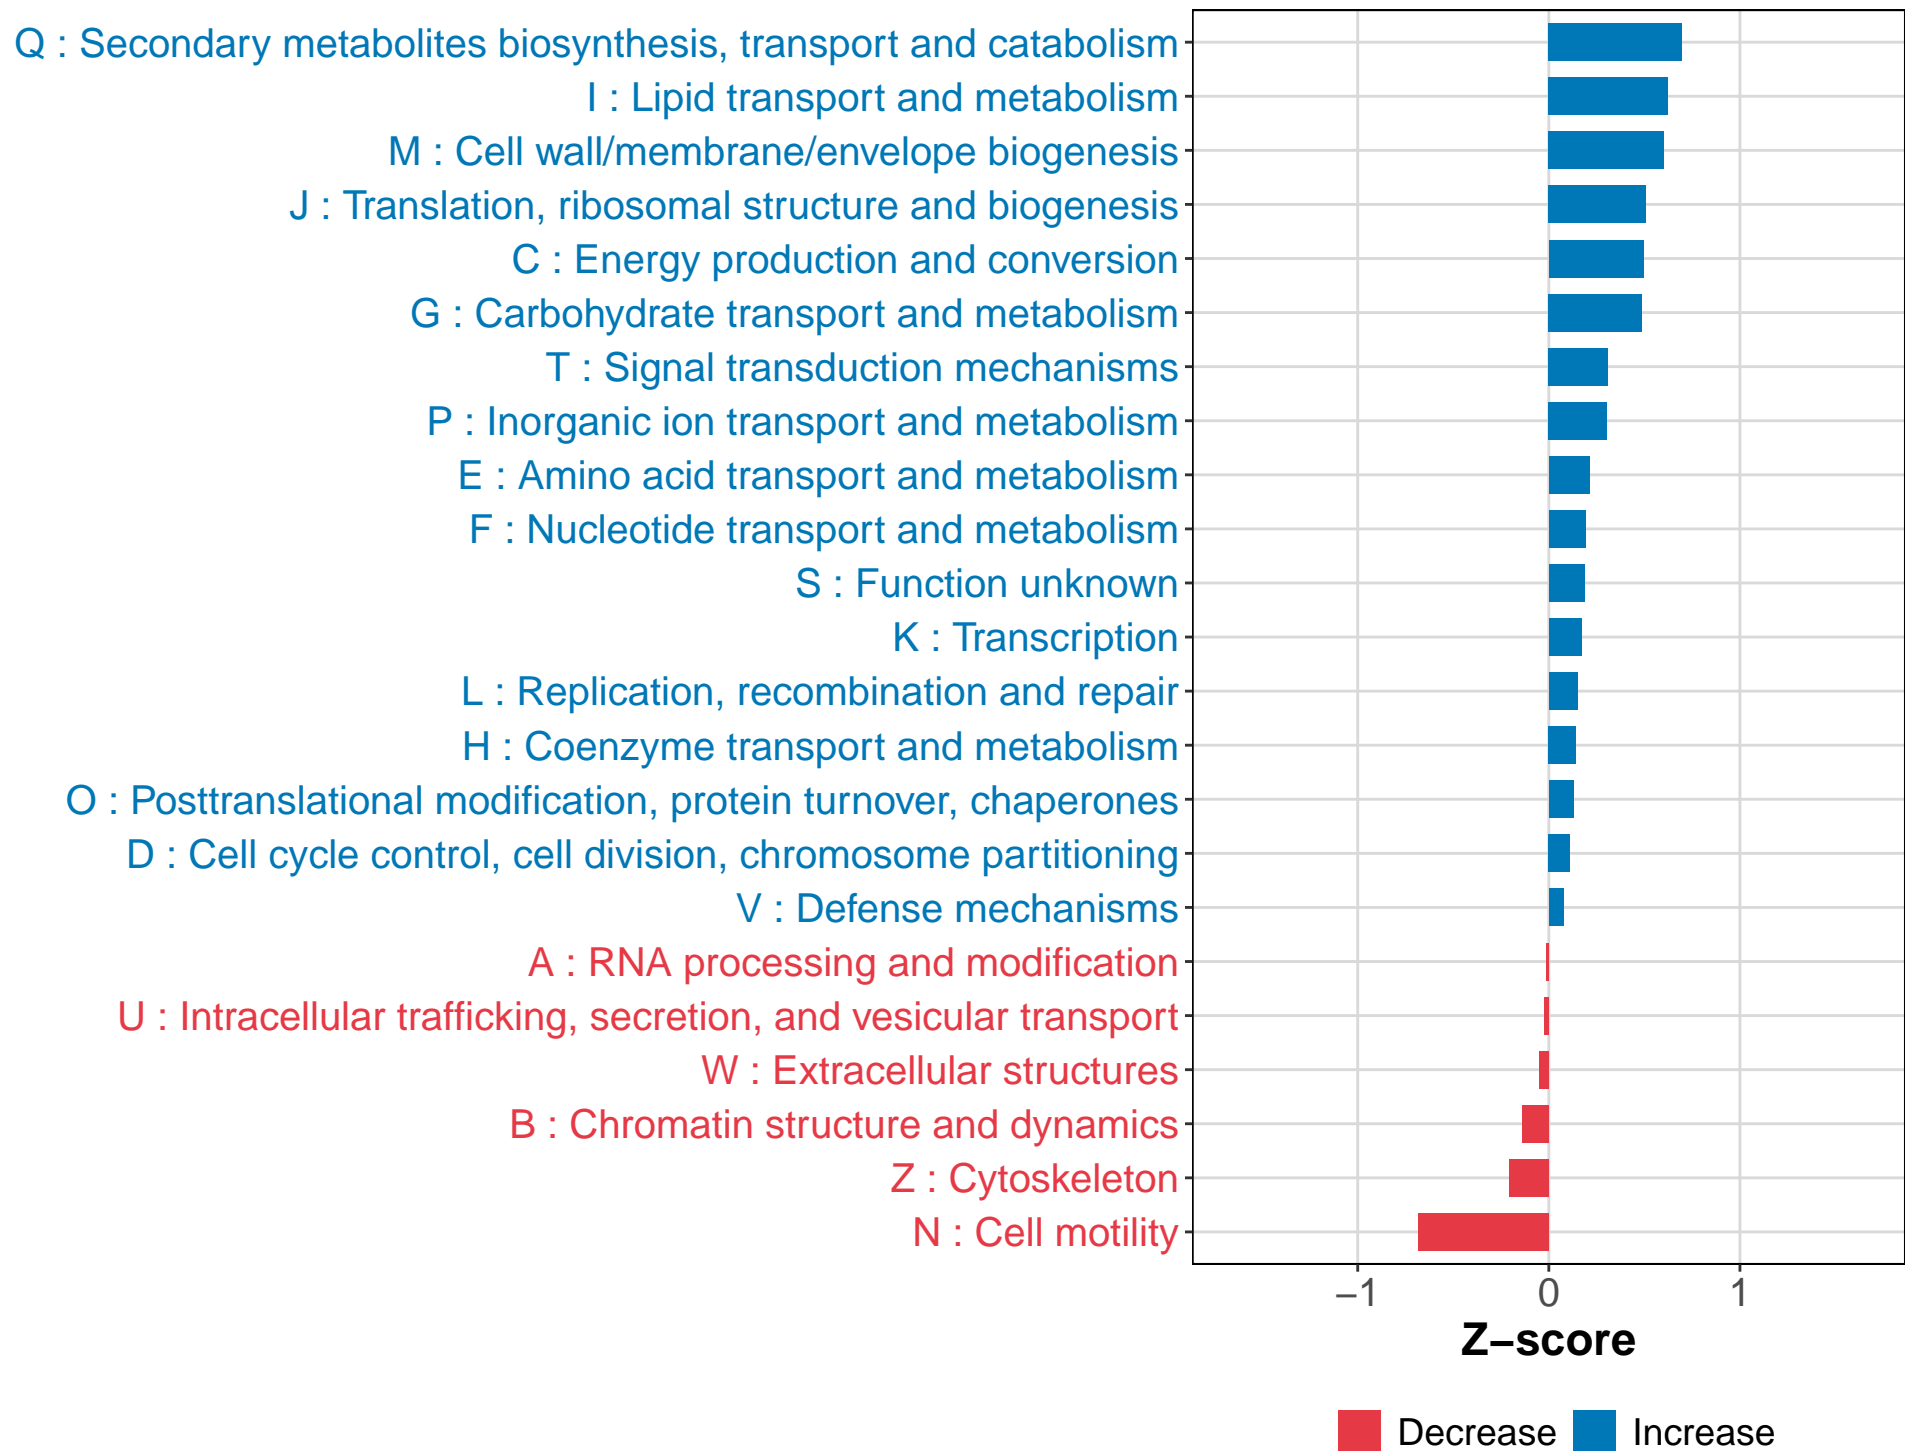 Q : Secondary metabolites biosynthesis, transport and catabolism
I : Lipid transport and metabolism
M : Cell wall/membrane/envelope biogenesis
J : Translation, ribosomal structure and biogenesis
C : Energy production and conversion
G : Carbohydrate transport and metabolism
T : Signal transduction mechanisms
P : Inorganic ion transport and metabolism
E : Amino acid transport and metabolism
F : Nucleotide transport and metabolism
S : Function unknown
K : Transcription
L : Replication, recombination and repair
H : Coenzyme transport and metabolism
O : Posttranslational modification, protein turnover, chaperones
D : Cell cycle control, cell division, chromosome partitioning
V : Defense mechanisms
A : RNA processing and modification
U : Intracellular trafficking, secretion, and vesicular transport
W : Extracellular structures
B : Chromatin structure and dynamics
Z : Cytoskeleton
N : Cell motility
−1 0 1
Z−score
Decrease Increase